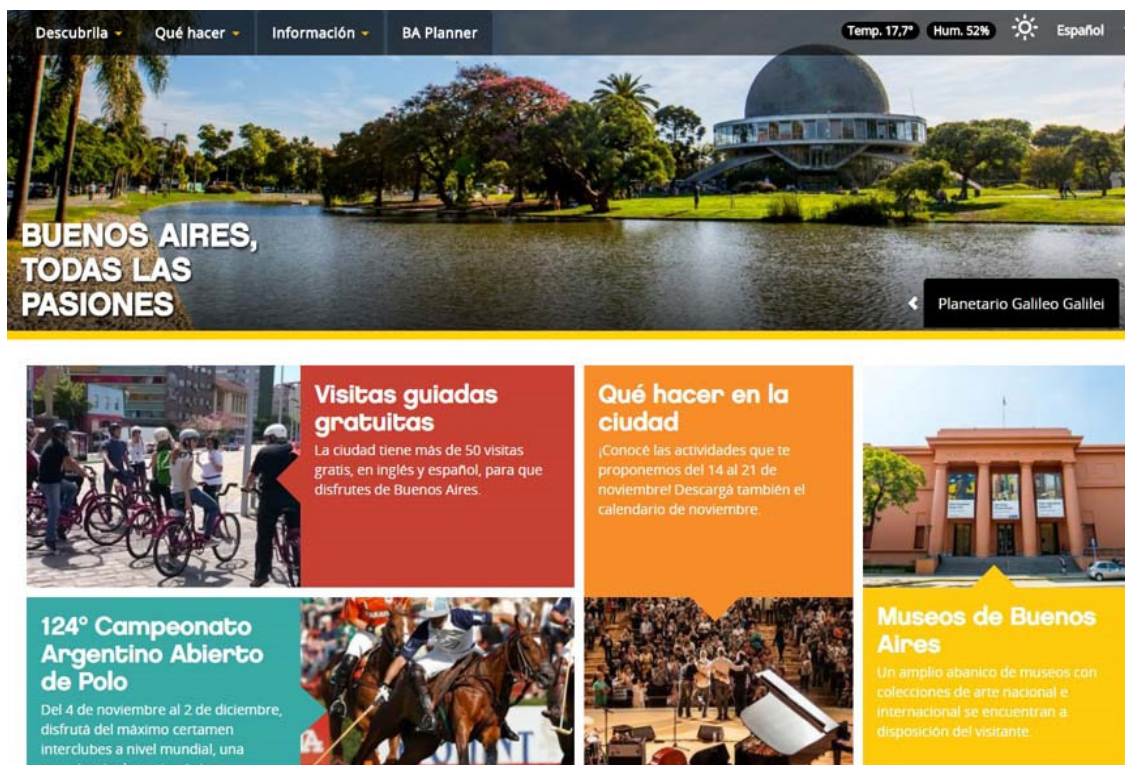 Descubrila
Qué hacer
Información
BA Planner
Temp. 17,7°
Hum. 52%
Español
BUENOS AIRES,
TODAS LAS
PASIONES
Planetario Galileo Galilei
Visitas guiadas
gratuitas
La ciudad tiene más de 50 visitas
gratis, en inglés y español, para que
disfrutes de Buenos Aires.
Qué hacer en la
ciudad
¡Conocé las actividades que te
proponemos del 14 al 21 de
noviembre! Descargá también el
calendario de noviembre.
Museos de Buenos
Aires
Un amplio abanico de museos con
colecciones de arte nacional e
internacional se encuentran a
disposición del visitante.
124° Campeonato
Argentino Abierto
de Polo
Del 4 de noviembre al 2 de diciembre,
disfrutá del máximo certamen
interclubes a nivel mundial, una